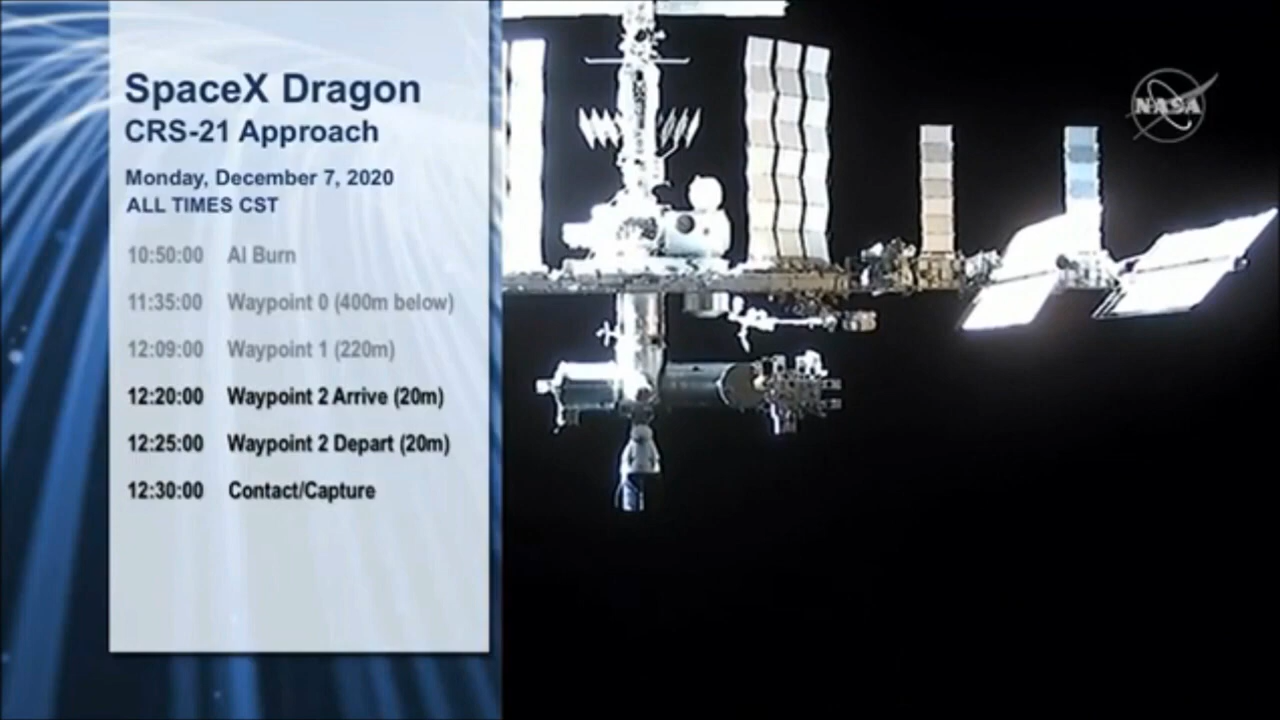 SpaceX Dragon
CRS-21 Approach
Monday, December 7, 2020
ALL TIMES CST
10:50:00 AI Burn
11:35:00 Waypoint 0 (400m below)
12:09:00 Waypoint 1 (220m)
12:20:00 Waypoint 2 Arrive (20m)
12:25:00 Waypoint 2 Depart (20m)
12:30:00 Contact/Capture
NASA